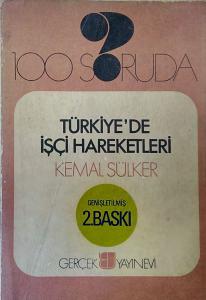 ?
100 SORUDA
TÜRKİYE'DE
İŞÇİ HAREKETLERİ
KEMAL SÜLKER
GENİŞLETİLMİŞ
2.BASKI
GERÇEK YAYINEVİ